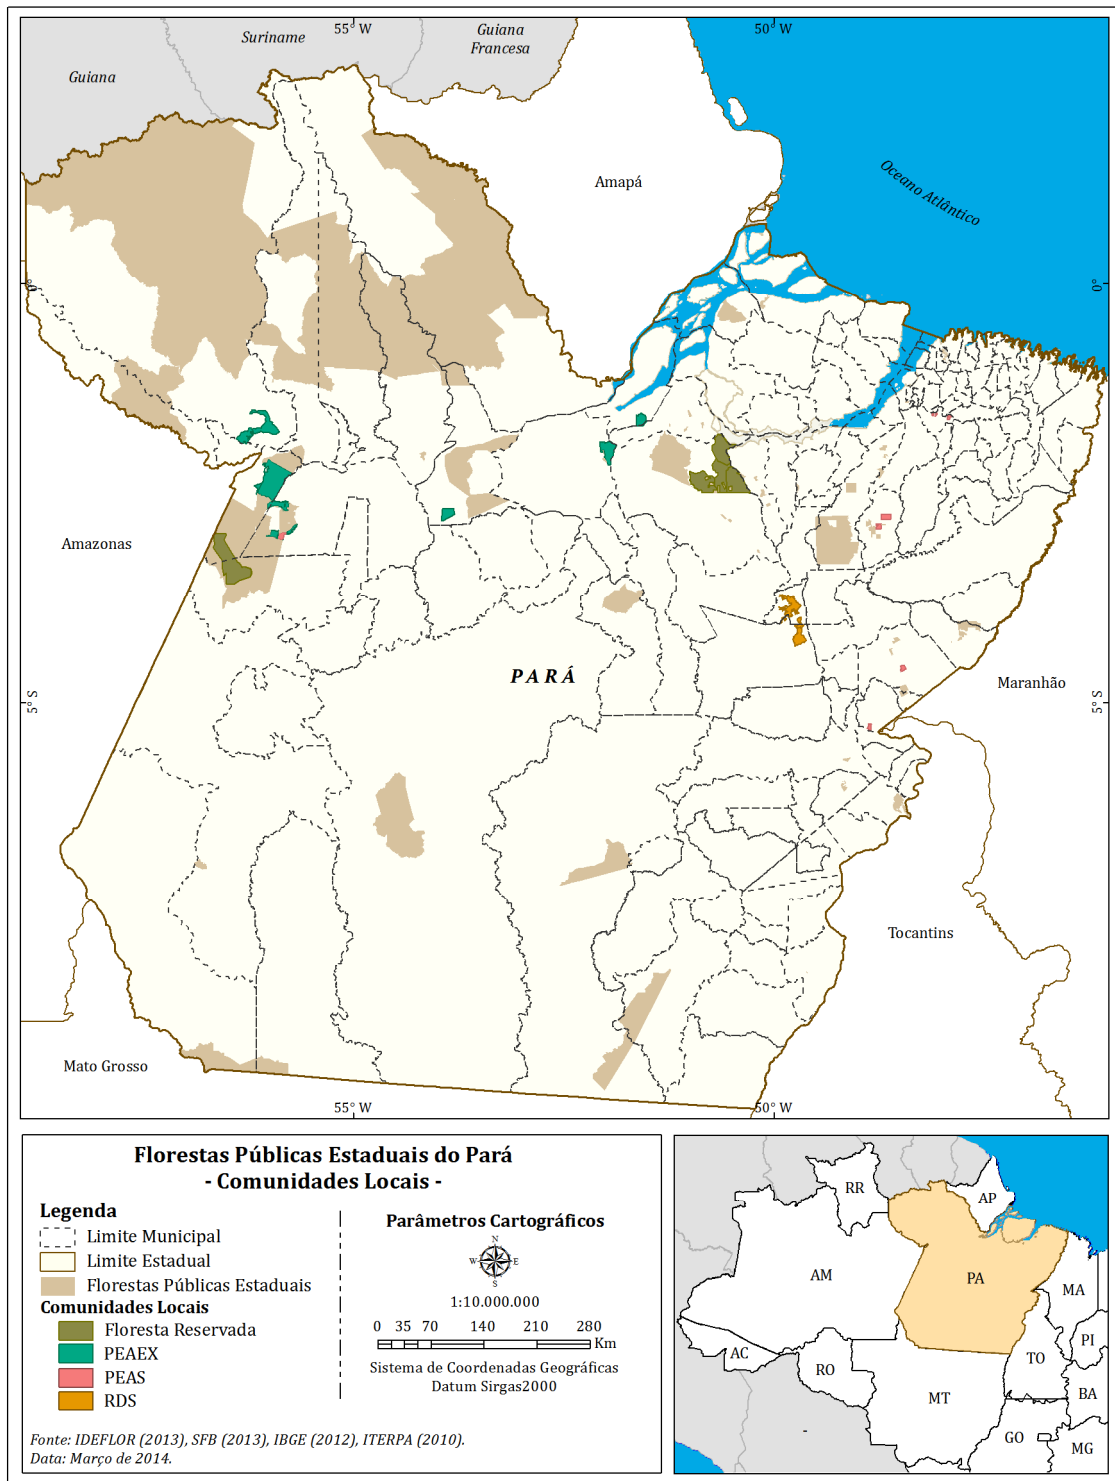 55° W
50° W
Suriname
Guiana
Francesa
Guiana
Amapá
Oceano Atlântico
0°
0°
Amazonas
PARÁ
Maranhão
5° S
5° S
Tocantins
Mato Grosso
55° W
50° W
Florestas Públicas Estaduais do Pará
- Comunidades Locais -
Legenda
Limite Municipal
Limite Estadual
Florestas Públicas Estaduais
Comunidades Locais
Floresta Reservada
PEAEX
PEAS
RDS
Parâmetros Cartográficos
N
W
E
S
1:10.000.000
0 35 70 140 210 280
Km
Sistema de Coordenadas Geográficas
Datum Sirgas2000
Fonte: IDEFLOR (2013), SFB (2013), IBGE (2012), ITERPA (2010).
Data: Março de 2014.
RR
AP
AM
PA
MA
PI
AC
RO
TO
BA
MT
GO
MG